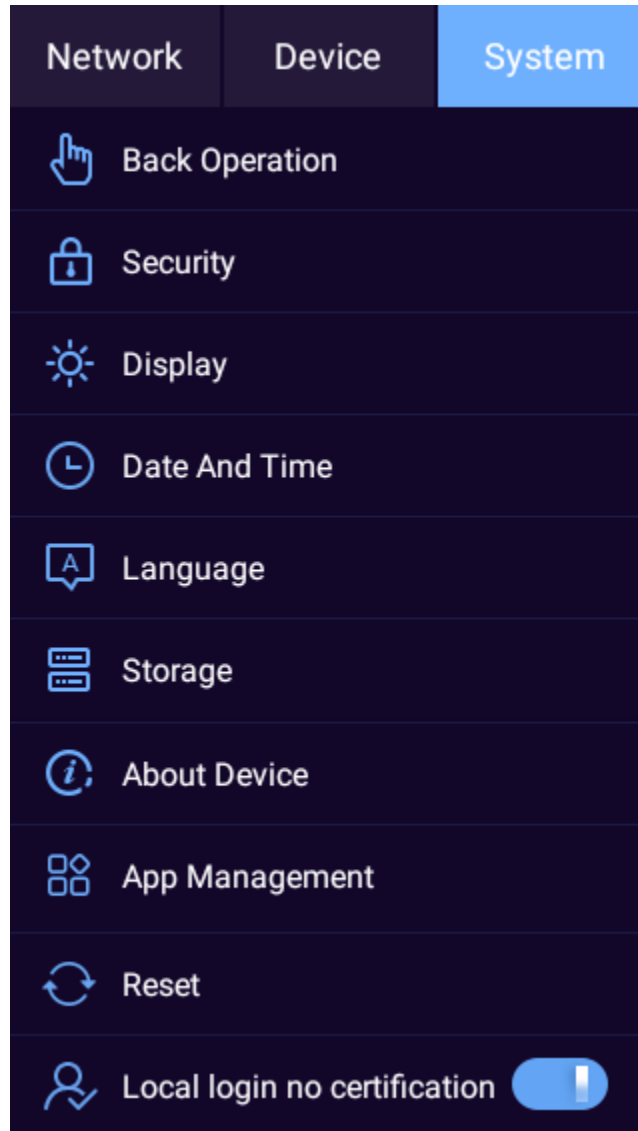 Network Device System
Back Operation
Security
Display
Date And Time
A
Language
Storage
i
About Device
App Management
Reset
Local login no certification